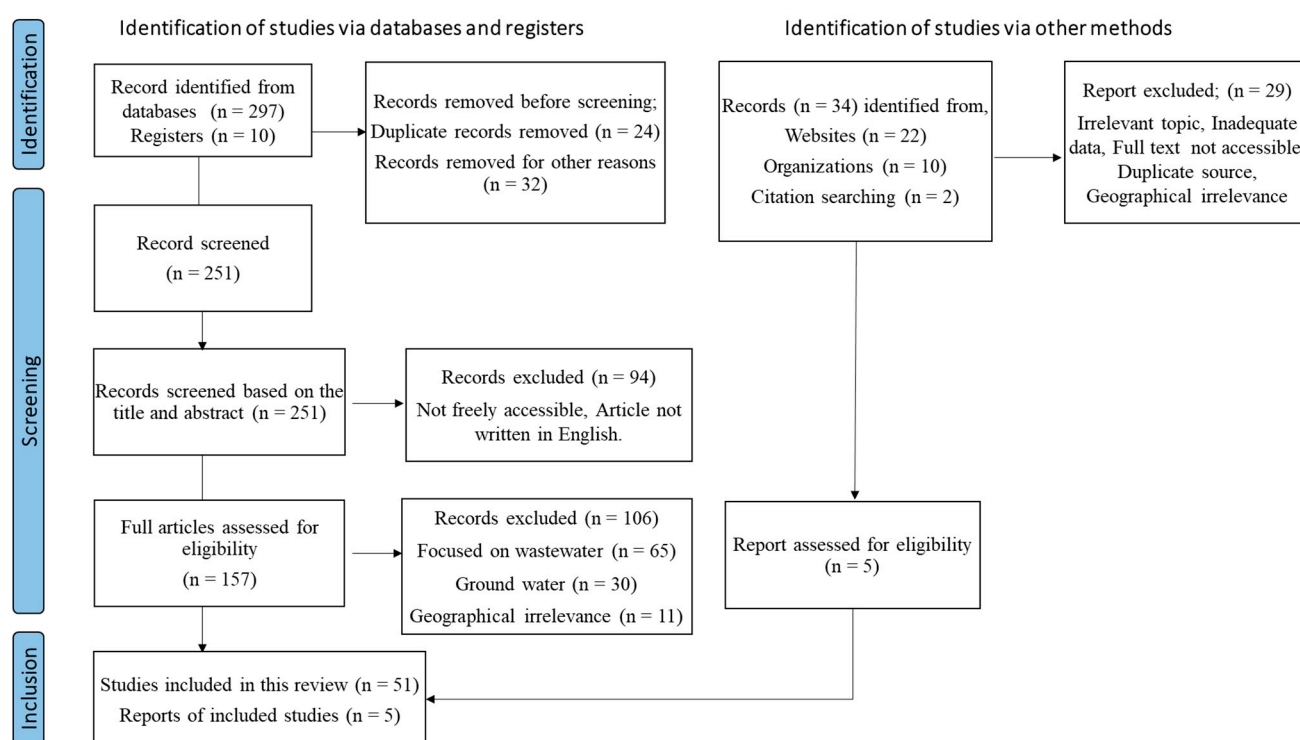 Identification of studies via databases and registers
Identification of studies via other methods
Identification
Record identified from
databases (n = 297)
Registers (n = 10)
Records removed before screening;
Duplicate records removed (n = 24)
Records removed for other reasons
(n = 32)
Records (n = 34) identified from,
Websites (n = 22)
Organizations (n = 10)
Citation searching (n = 2)
Report excluded; (n = 29)
Irrelevant topic, Inadequate
data, Full text not accessible
Duplicate source,
Geographical irrelevance
Screening
Record screened
(n = 251)
Records screened based on the
title and abstract (n = 251)
Records excluded (n = 94)
Not freely accessible, Article not
written in English.
Full articles assessed for
eligibility
(n = 157)
Records excluded (n = 106)
Focused on wastewater (n = 65)
Ground water (n = 30)
Geographical irrelevance (n = 11)
Report assessed for eligibility
(n = 5)
Inclusion
Studies included in this review (n = 51)
Reports of included studies (n = 5)